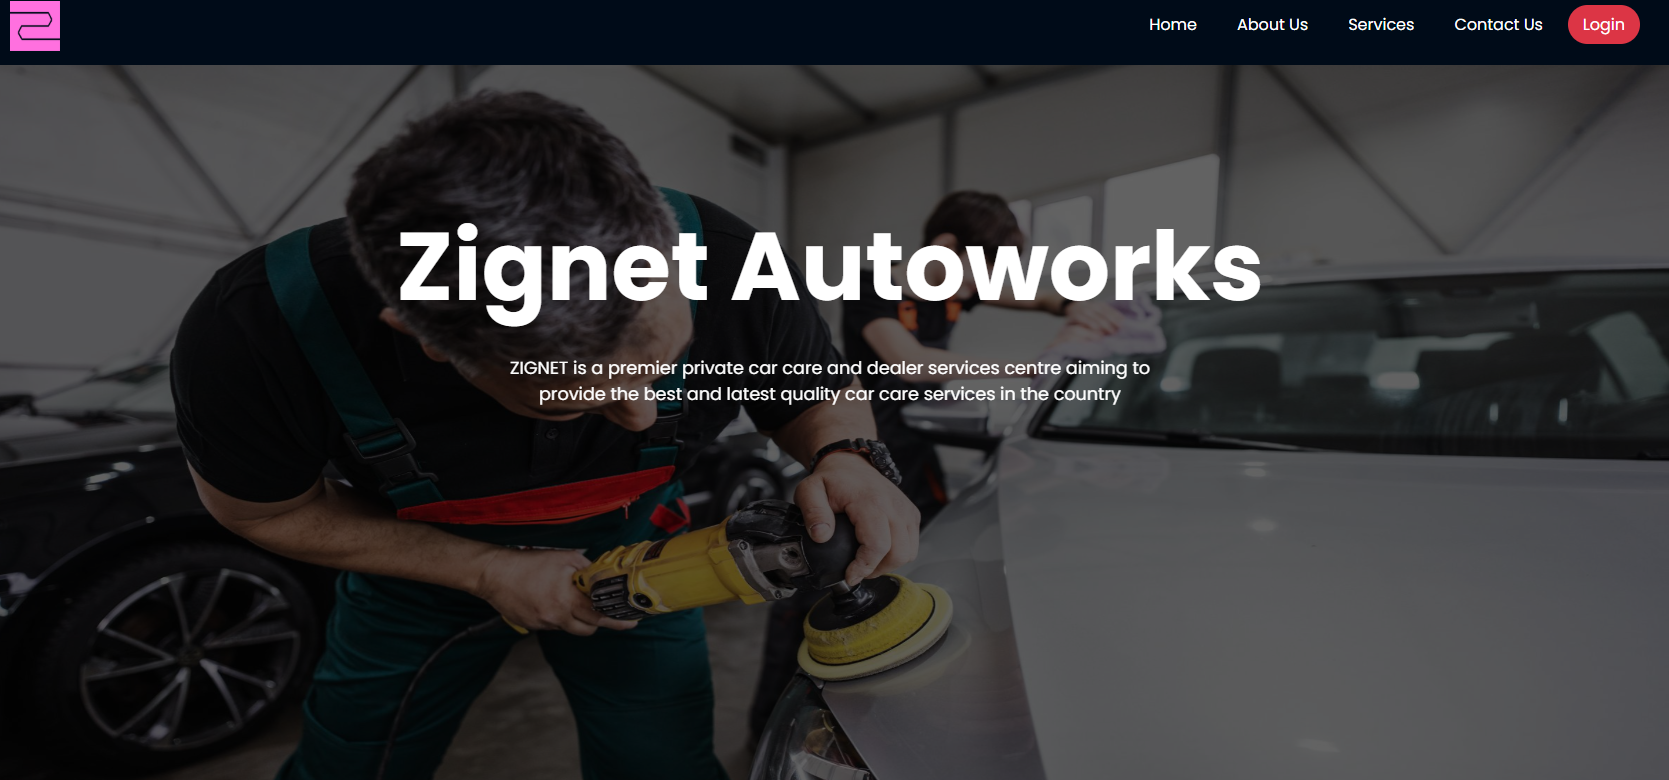 Home About Us Services Contact Us Login
Zignet Autoworks
ZIGNET is a premier private car care and dealer services centre aiming to
provide the best and latest quality car care services in the country